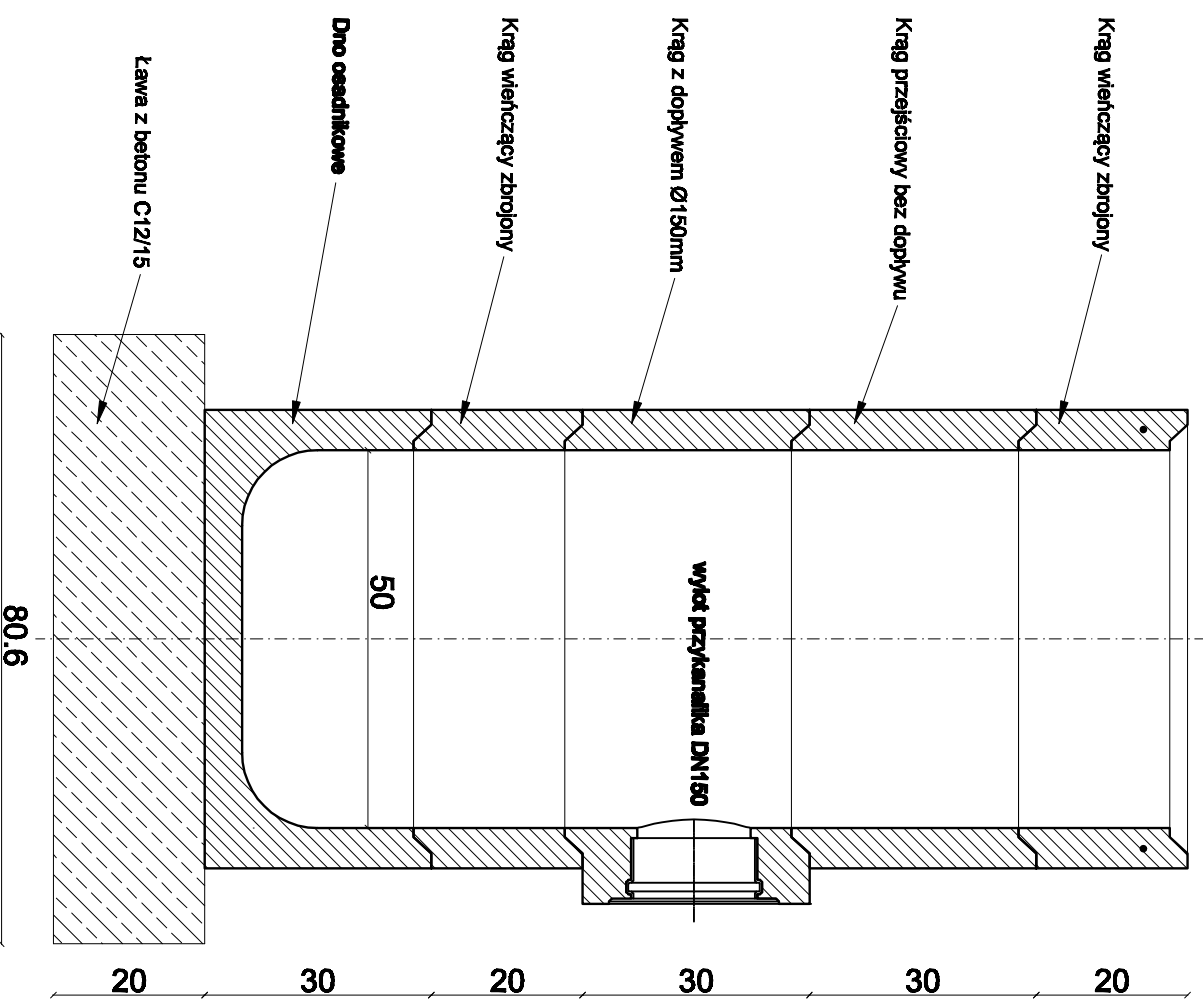 Krąg wieńczący zbrojony
Krąg przejściowy bez dopływu
Krąg z dopływem Ø150mm
Krąg wieńczący zbrojony
Dno osadnikowe
Ława z betonu C12/15
wylot przykanalika DN150
50
80.6
20
30
20
30
30
20